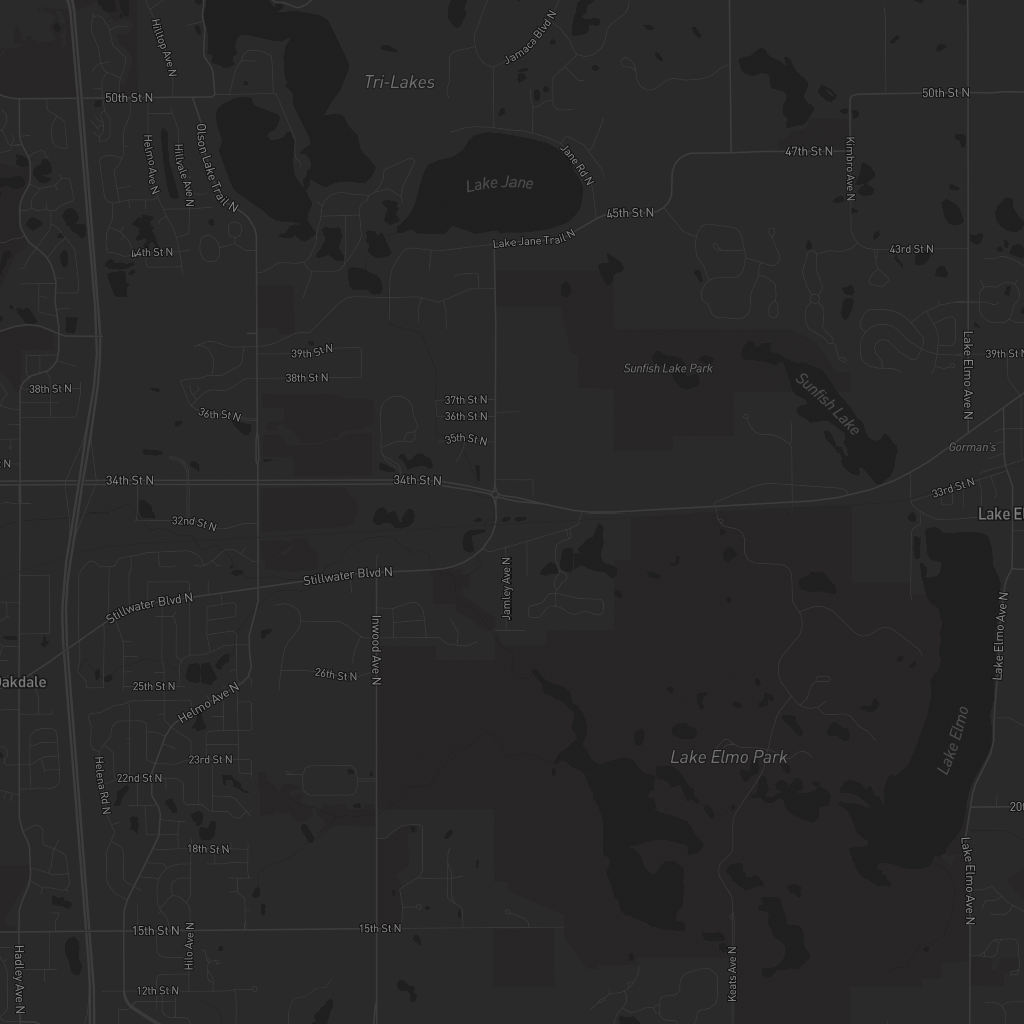 Hilltop Ave N
Jamaca Blvd N
Tri-Lakes
50th St N
50th St N
Olson Lake Trail N
Helmo Ave N
Hillvale Ave N
Jane Rd N
47th St N
Kimbro Ave N
Lake Jane
45th St N
Lake Jane Trail N
43rd St N
44th St N
39th St N
38th St N
Sunfish Lake Park
Sunfish Lake
Lake Elmo Ave N
39th St N
38th St N
37th St N
36th St N
36th St N
35th St N
Gorman's
34th St N
34th St N
33rd St N
Lake El
32nd St N
Stillwater Blvd N
Stillwater Blvd N
Jamley Ave N
Inwood Ave N
Lake Elmo Ave N
26th St N
Oakdale
25th St N
Helmo Ave N
Lake Elmo
23rd St N
Lake Elmo Park
22nd St N
Helena Rd N
20t
18th St N
Lake Elmo Ave N
15th St N
15th St N
Hilo Ave N
Hadley Ave N
Keats Ave N
12th St N